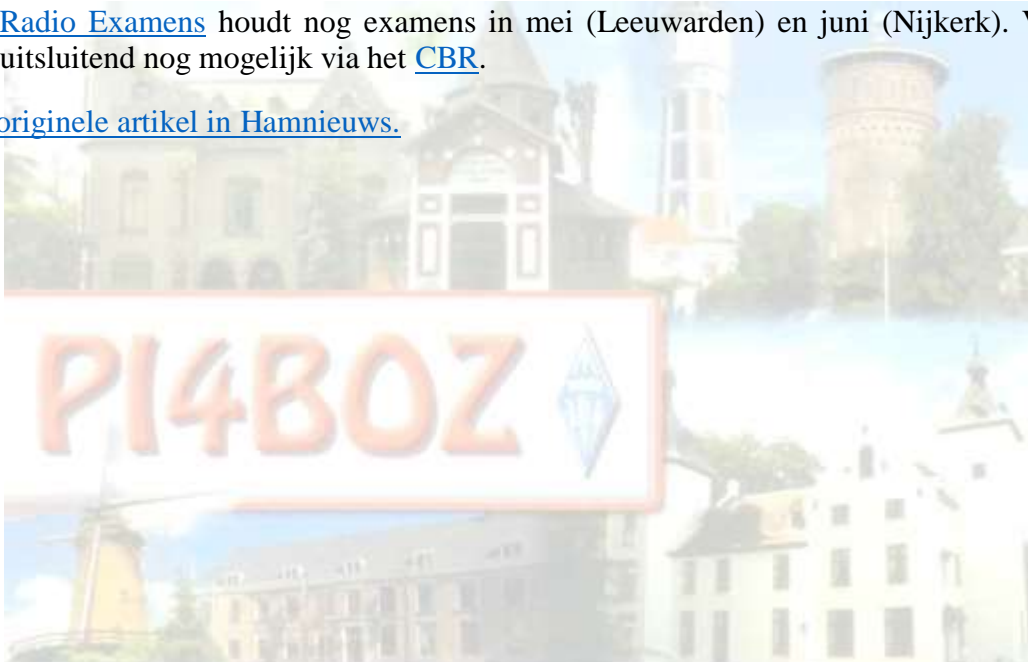 Radio Examens houdt nog examens in mei (Leeuwarden) en juni (Nijkerk).
uitsluitend nog mogelijk via het CBR.
originele artikel in Hamnieuws.
PI4BOZ